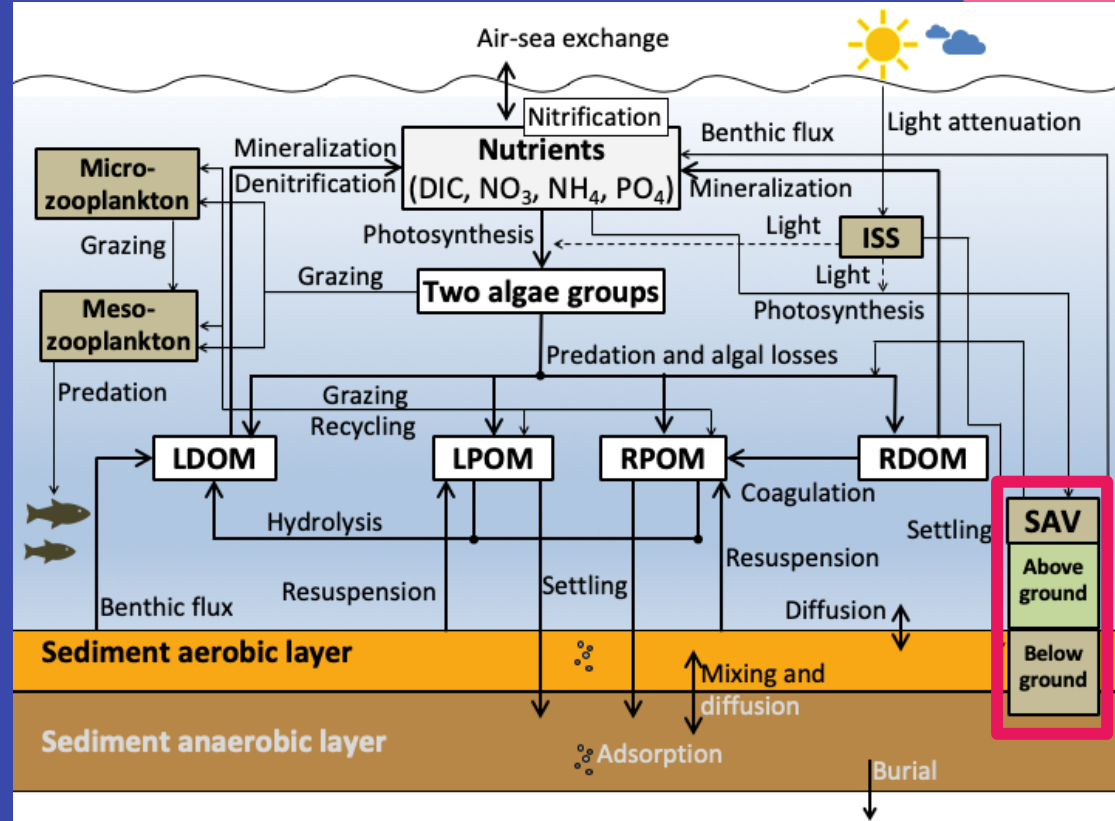 Air-sea exchange
Nitrification
Nutrients
(DIC, NO₃, NH₄, PO₄)
Mineralization
Denitrification
Benthic flux
Light attenuation
Mineralization
Micro-
zooplankton
Grazing
Photosynthesis
Light
ISS
Light
Photosynthesis
Grazing
Two algae groups
Meso-
zooplankton
Predation
Predation and algal losses
Grazing
Recycling
LDOM
LPOM
RPOM
RDOM
Coagulation
Hydrolysis
Settling
SAV
Above
ground
Below
ground
Benthic flux
Resuspension
Settling
Resuspension
Diffusion
Sediment aerobic layer
Mixing and
diffusion
Sediment anaerobic layer
Adsorption
Burial